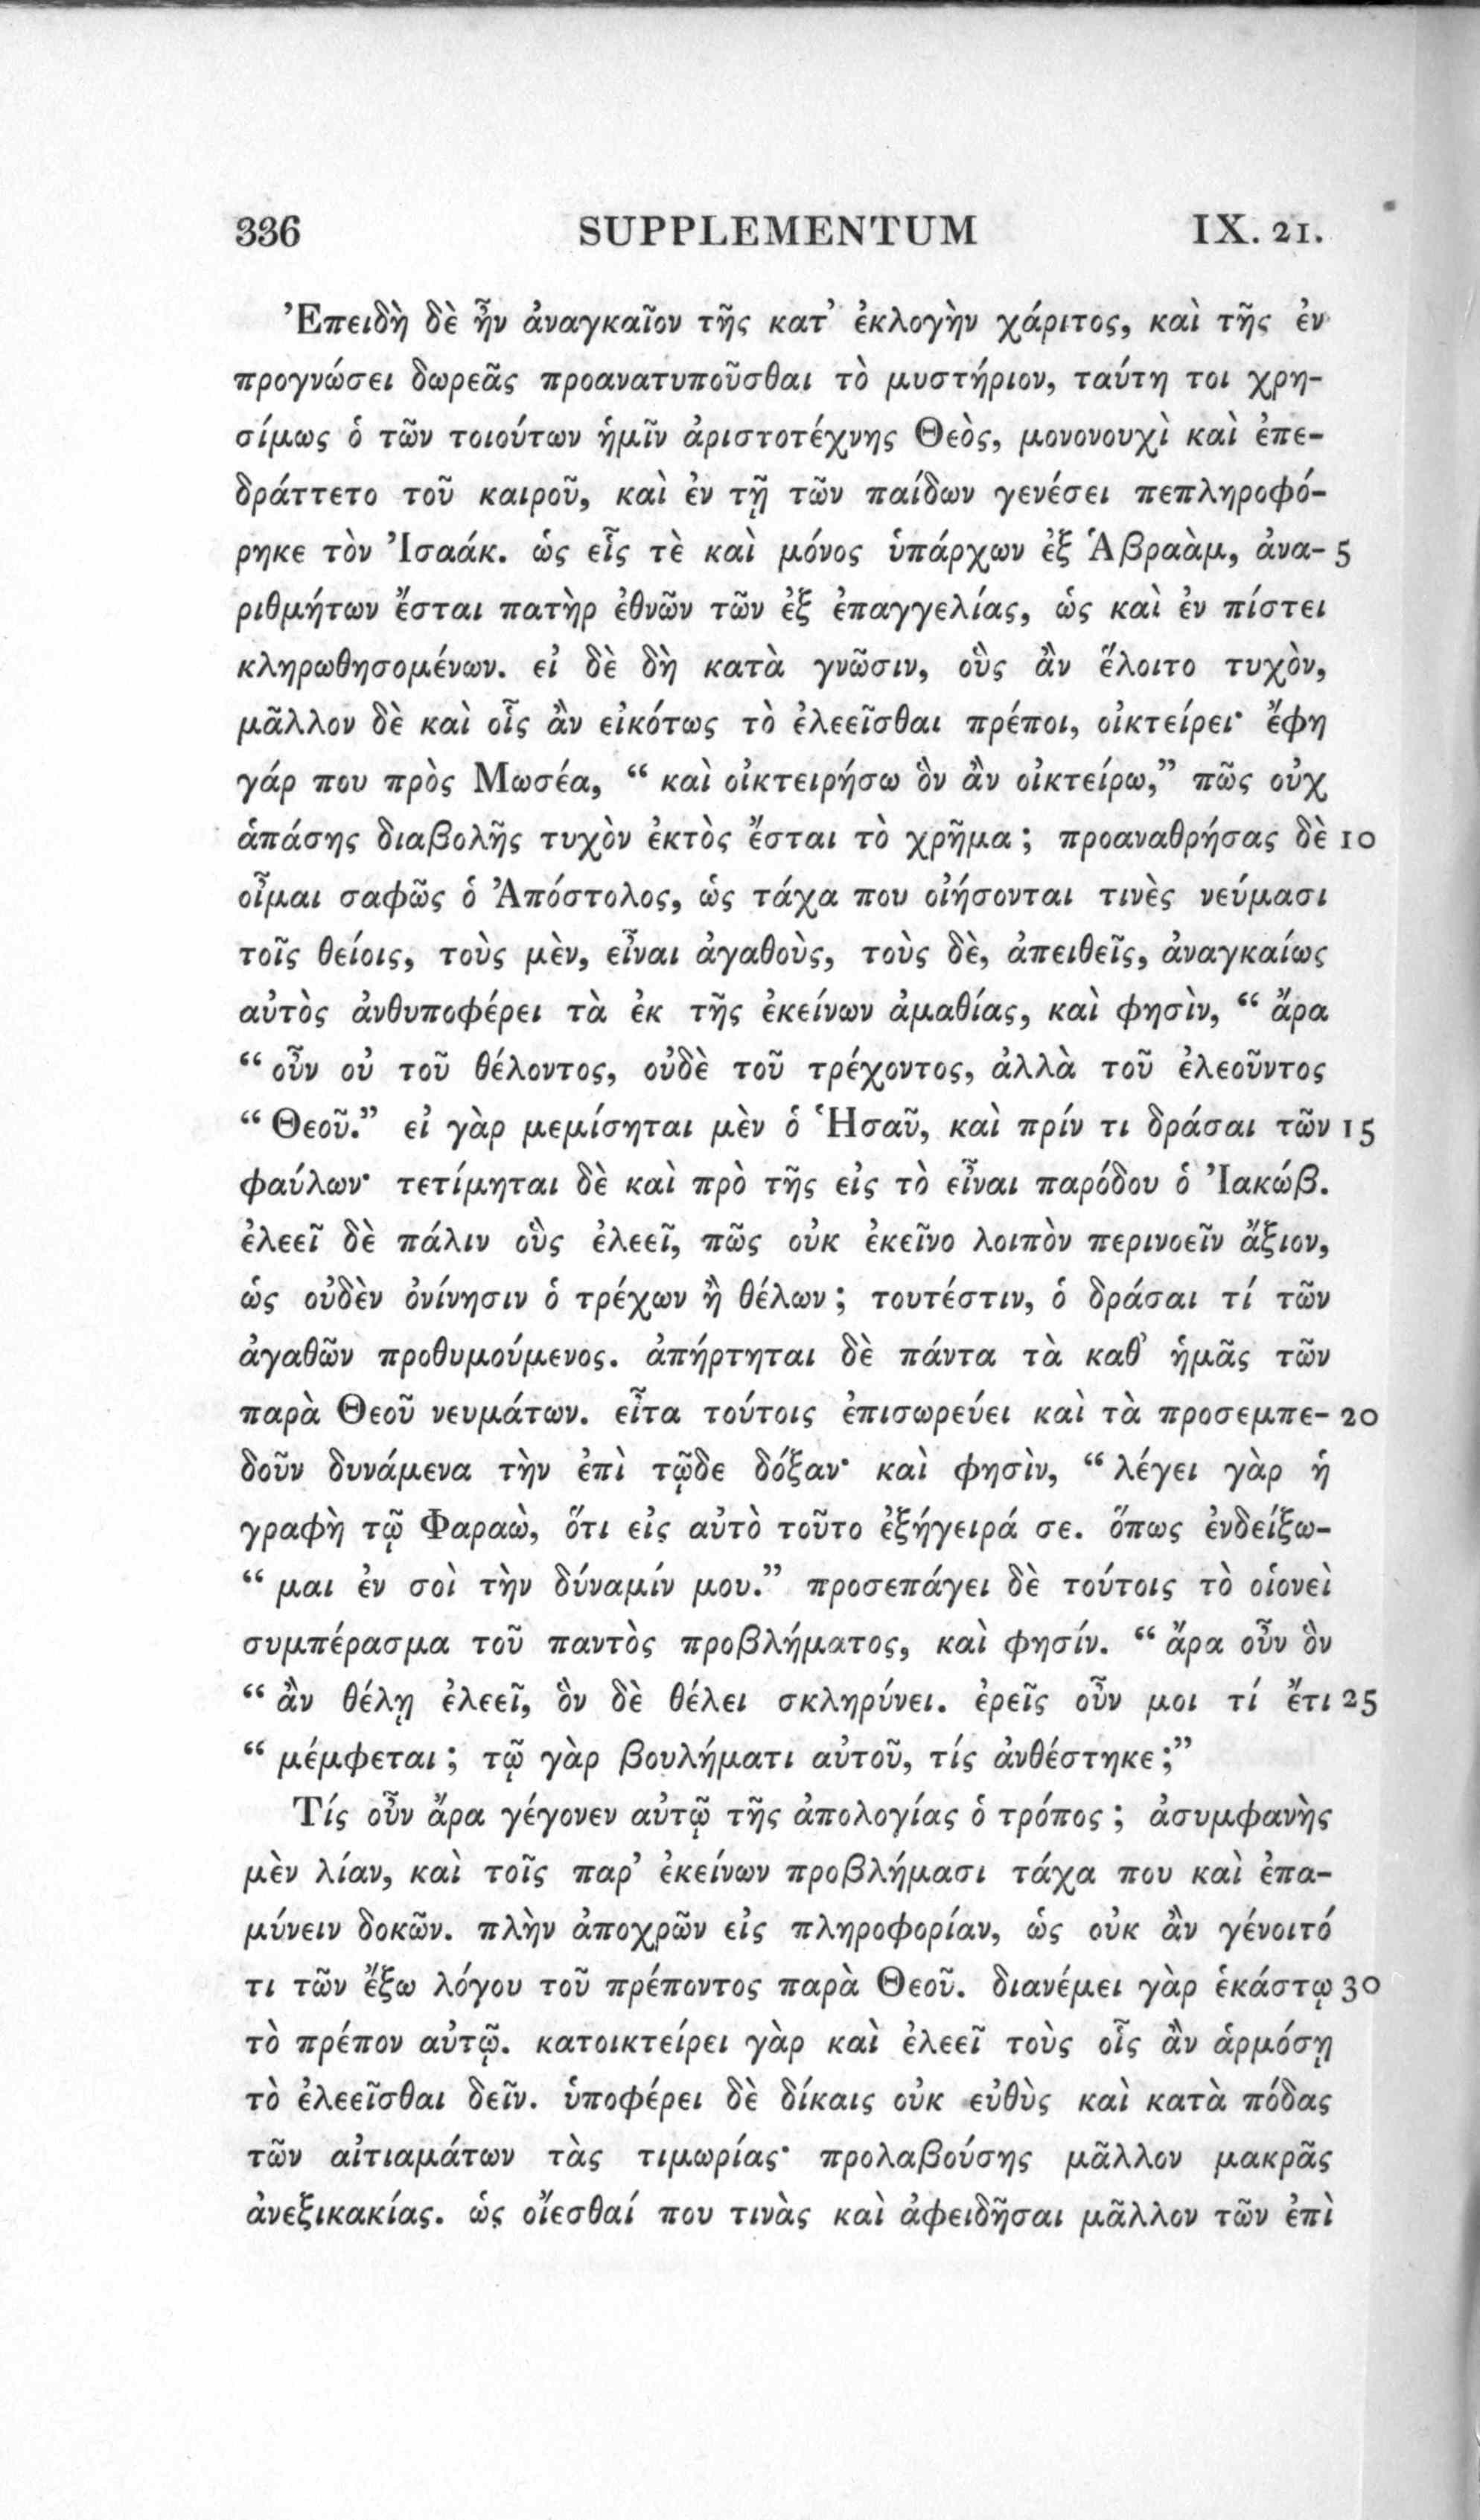 336 SUPPLEMENTUM IX. 21.
Ἐπειδὴ δὲ ἦν ἀναγκαῖον τῆς κατ’ ἐκλογὴν χάριτος, καὶ τῆς ἐν
προγνώσει δωρεᾶς προανατυποῦσθαι τὸ μυστήριον, ταύτη τοι χρη-
σίμως ὁ τῶν τοιούτων ἡμῖν ἀριστοτέχνης Θεὸς, μονονουχὶ καὶ ἐπε-
δράττετο τοῦ καιροῦ, καὶ ἐν τῇ τῶν παίδων γενέσει πεπληροφό-
ρηκε τὸν Ἰσαάκ. ὡς εἷς τὲ καὶ μόνος ὑπάρχων ἐξ Ἁβραὰμ, ἀνα- 5
ριθμήτων ἔσται πατὴρ ἐθνῶν τῶν ἐξ ἐπαγγελίας, ὡς καὶ ἐν πίστει
κληρωθησομένων. εἰ δὲ δὴ κατὰ γνῶσιν, οὓς ἂν ἕλοιτο τυχὸν,
μᾶλλον δὲ καὶ οἷς ἂν εἰκότως τὸ ἐλεεῖσθαι πρέποι, οἰκτείρει· ἔφη
γάρ που πρὸς Μωσέα, “ καὶ οἰκτειρήσω ὃν ἂν οἰκτείρω,” πῶς οὐχ
ἁπάσης διαβολῆς τυχὸν ἐκτὸς ἔσται τὸ χρῆμα ; προαναθρήσας δὲ 10
οἶμαι σαφῶς ὁ Ἀπόστολος, ὡς τάχα που οἰήσονται τινὲς νεύμασι
τοῖς θείοις, τοὺς μὲν, εἶναι ἀγαθοὺς, τοὺς δὲ, ἀπειθεῖς, ἀναγκαίως
αὐτὸς ἀνθυποφέρει τὰ ἐκ τῆς ἐκείνων ἀμαθίας, καὶ φησὶν, “ ἄρα
“ οὖν οὐ τοῦ θέλοντος, οὐδὲ τοῦ τρέχοντος, ἀλλὰ τοῦ ἐλεοῦντος
“ Θεοῦ.” εἰ γὰρ μεμίσηται μὲν ὁ Ἡσαῦ, καὶ πρίν τι δράσαι τῶν 15
φαύλων· τετίμηται δὲ καὶ πρὸ τῆς εἰς τὸ εἶναι παρόδου ὁ Ἰακώβ.
ἐλεεῖ δὲ πάλιν οὓς ἐλεεῖ, πῶς οὐκ ἐκεῖνο λοιπὸν περινοεῖν ἄξιον,
ὡς οὐδὲν ὀνίνησιν ὁ τρέχων ἢ θέλων ; τουτέστιν, ὁ δράσαι τί τῶν
ἀγαθῶν προθυμούμενος. ἀπήρτηται δὲ πάντα τὰ καθ’ ἡμᾶς τῶν
παρὰ Θεοῦ νευμάτων. εἶτα τούτοις ἐπισωρεύει καὶ τὰ προσεμπε- 20
δοῦν δυνάμενα τὴν ἐπὶ τῷδε δόξαν· καὶ φησὶν, “ λέγει γὰρ ἡ
γραφὴ τῷ Φαραὼ, ὅτι εἰς αὐτὸ τοῦτο ἐξήγειρά σε. ὅπως ἐνδείξω-
“ μαι ἐν σοὶ τὴν δύναμίν μου.” προσεπάγει δὲ τούτοις τὸ οἱονεὶ
συμπέρασμα τοῦ παντὸς προβλήματος, καὶ φησίν. “ ἄρα οὖν ὃν
“ ἂν θέλῃ ἐλεεῖ, ὃν δὲ θέλει σκληρύνει. ἐρεῖς οὖν μοι τί ἔτι 25
“ μέμφεται ; τῷ γὰρ βουλήματι αὐτοῦ, τίς ἀνθέστηκε ;”
Τίς οὖν ἄρα γέγονεν αὐτῷ τῆς ἀπολογίας ὁ τρόπος ; ἀσυμφανὴς
μὲν λίαν, καὶ τοῖς παρ’ ἐκείνων προβλήμασι τάχα που καὶ ἐπα-
μύνειν δοκῶν. πλὴν ἀποχρῶν εἰς πληροφορίαν, ὡς οὐκ ἂν γένοιτό
τι τῶν ἔξω λόγου τοῦ πρέποντος παρὰ Θεοῦ. διανέμει γὰρ ἑκάστῳ 30
τὸ πρέπον αὐτῷ. κατοικτείρει γὰρ καὶ ἐλεεῖ τοὺς οἷς ἂν ἁρμόσῃ
τὸ ἐλεεῖσθαι δεῖν. ὑποφέρει δὲ δίκαις οὐκ εὐθὺς καὶ κατὰ πόδας
τῶν αἰτιαμάτων τὰς τιμωρίας· προλαβούσης μᾶλλον μακρᾶς
ἀνεξικακίας. ὡς οἴεσθαί που τινὰς καὶ ἀφειδῆσαι μᾶλλον τῶν ἐπὶ